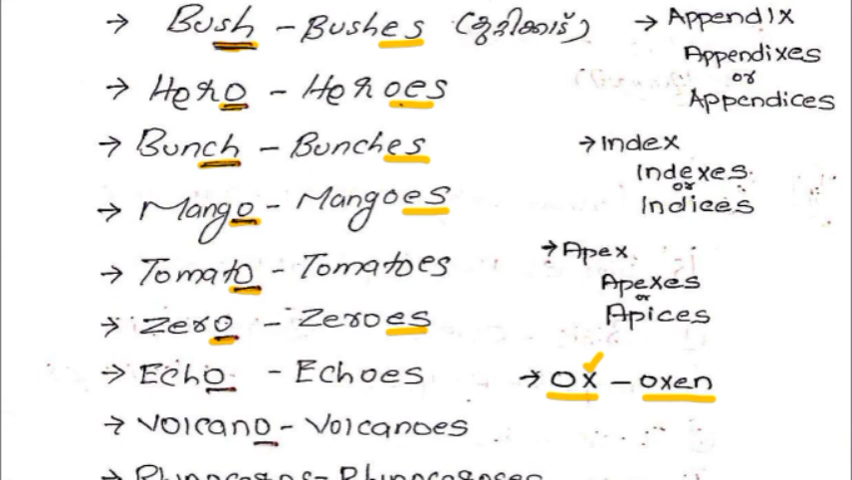 → Bush - Bushes (കുറ്റിക്കാട്)
→ Hero - Heroes
→ Bunch - Bunches
→ Mango - Mangoes
→ Tomato - Tomatoes
→ Zero - Zeroes
→ Echo - Echoes
→ Volcano - Volcanoes
→ Appendix
Appendixes
or
Appendices
→ Index
Indexes
or
Indices
→ Apex
Apexes
or
Apices
→ Ox - oxen